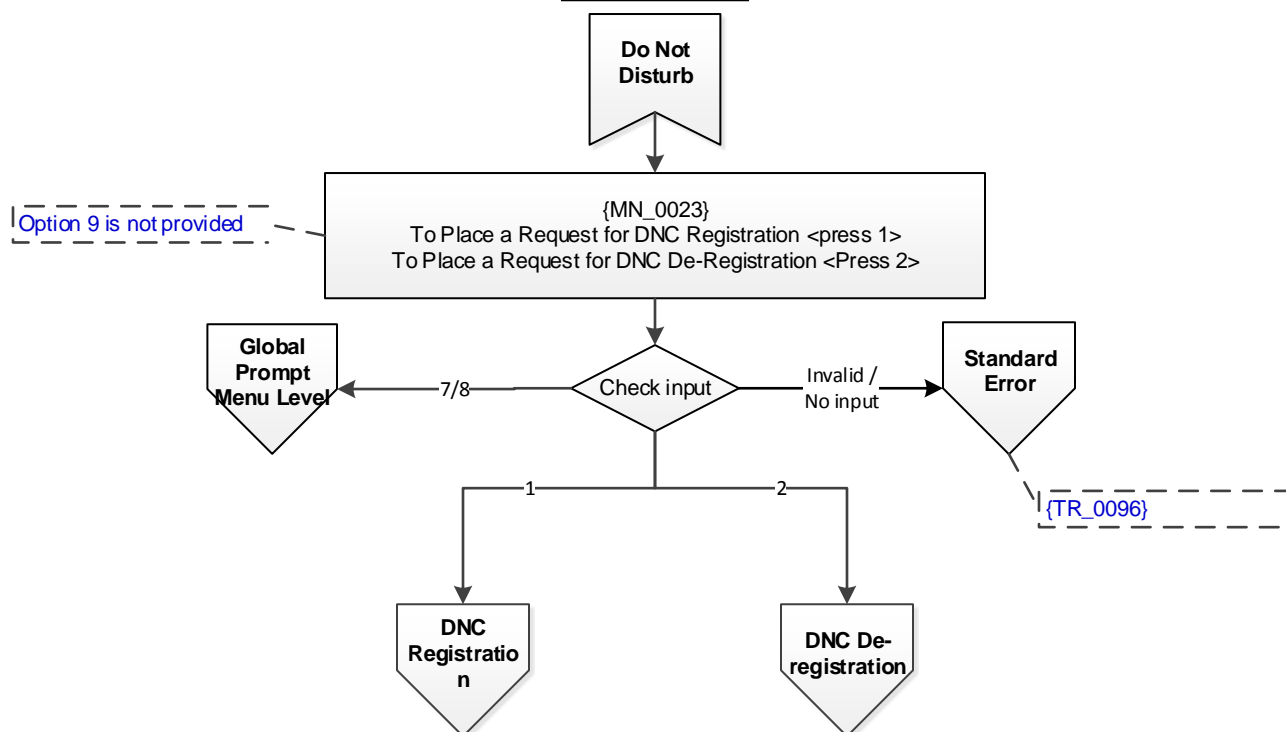 Do Not
Disturb
Option 9 is not provided
{MN_0023}
To Place a Request for DNC Registration <press 1>
To Place a Request for DNC De-Registration <Press 2>
Global
Prompt
Menu Level
7/8
Check input
Invalid /
No input
Standard
Error
1
2
{TR_0096}
DNC
Registratio
n
DNC De-
registration